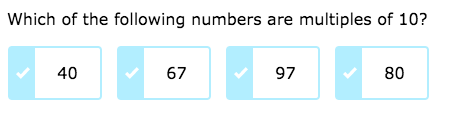 Which of the following numbers are multiples of 10?
40 67 97 80